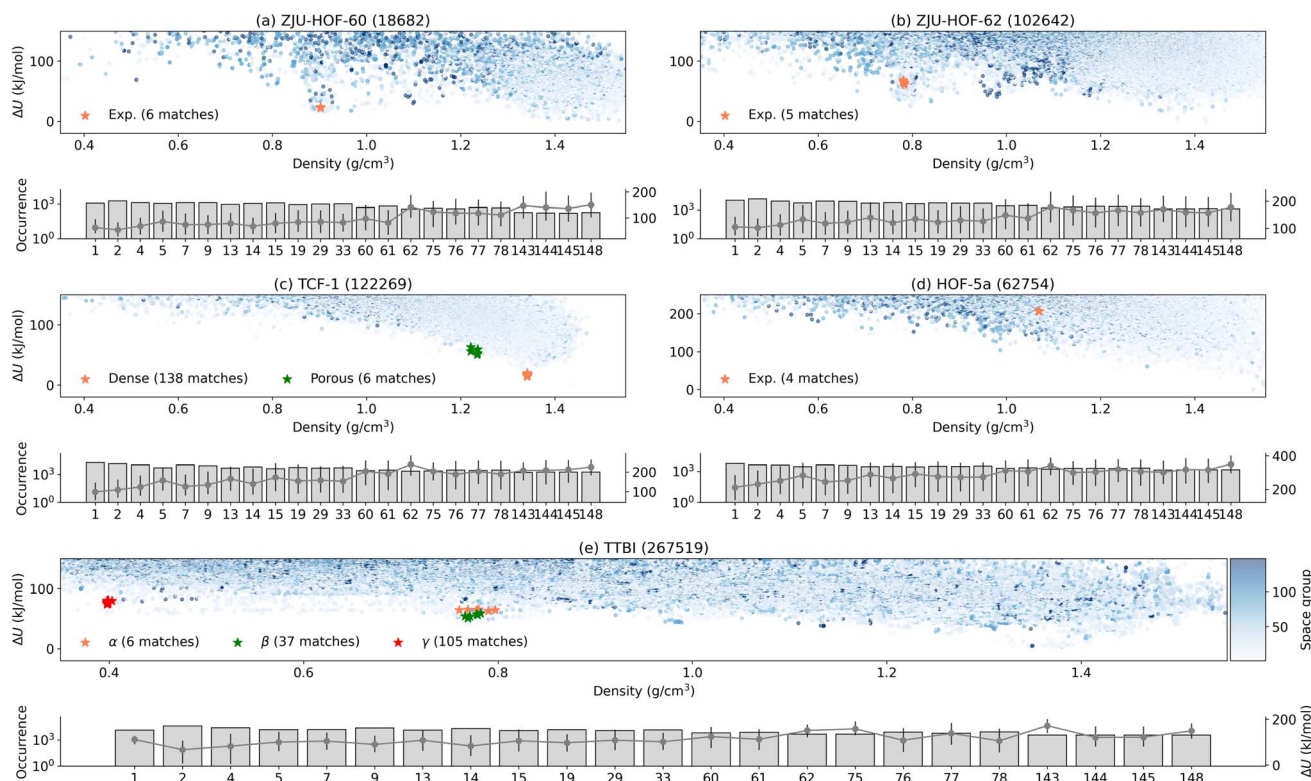 (a) ZJU-HOF-60 (18682)
ΔU (kJ/mol)
100
0
Exp. (6 matches)
0.4 0.6 0.8 1.0 1.2 1.4
Density (g/cm³)
Occurrence
10³
10⁰
200
100
1 2 4 5 7 9 13 14 15 19 29 33 60 61 62 75 76 77 78 143 144 145 148
(b) ZJU-HOF-62 (102642)
100
0
Exp. (5 matches)
0.4 0.6 0.8 1.0 1.2 1.4
Density (g/cm³)
10³
10⁰
200
100
1 2 4 5 7 9 13 14 15 19 29 33 60 61 62 75 76 77 78 143 144 145 148
(c) TCF-1 (122269)
ΔU (kJ/mol)
100
0
Dense (138 matches) Porous (6 matches)
0.4 0.6 0.8 1.0 1.2 1.4
Density (g/cm³)
Occurrence
10³
10⁰
200
100
1 2 4 5 7 9 13 14 15 19 29 33 60 61 62 75 76 77 78 143 144 145 148
(d) HOF-5a (62754)
200
100
0
Exp. (4 matches)
0.4 0.6 0.8 1.0 1.2 1.4
Density (g/cm³)
10³
10⁰
400
200
1 2 4 5 7 9 13 14 15 19 29 33 60 61 62 75 76 77 78 143 144 145 148
(e) TTBI (267519)
ΔU (kJ/mol)
100
0
α (6 matches) β (37 matches) γ (105 matches)
0.4 0.6 0.8 1.0 1.2 1.4
Density (g/cm³)
100
50
Space group
Occurrence
10³
10⁰
200
0
1 2 4 5 7 9 13 14 15 19 29 33 60 61 62 75 76 77 78 143 144 145 148
U (kJ/mol)